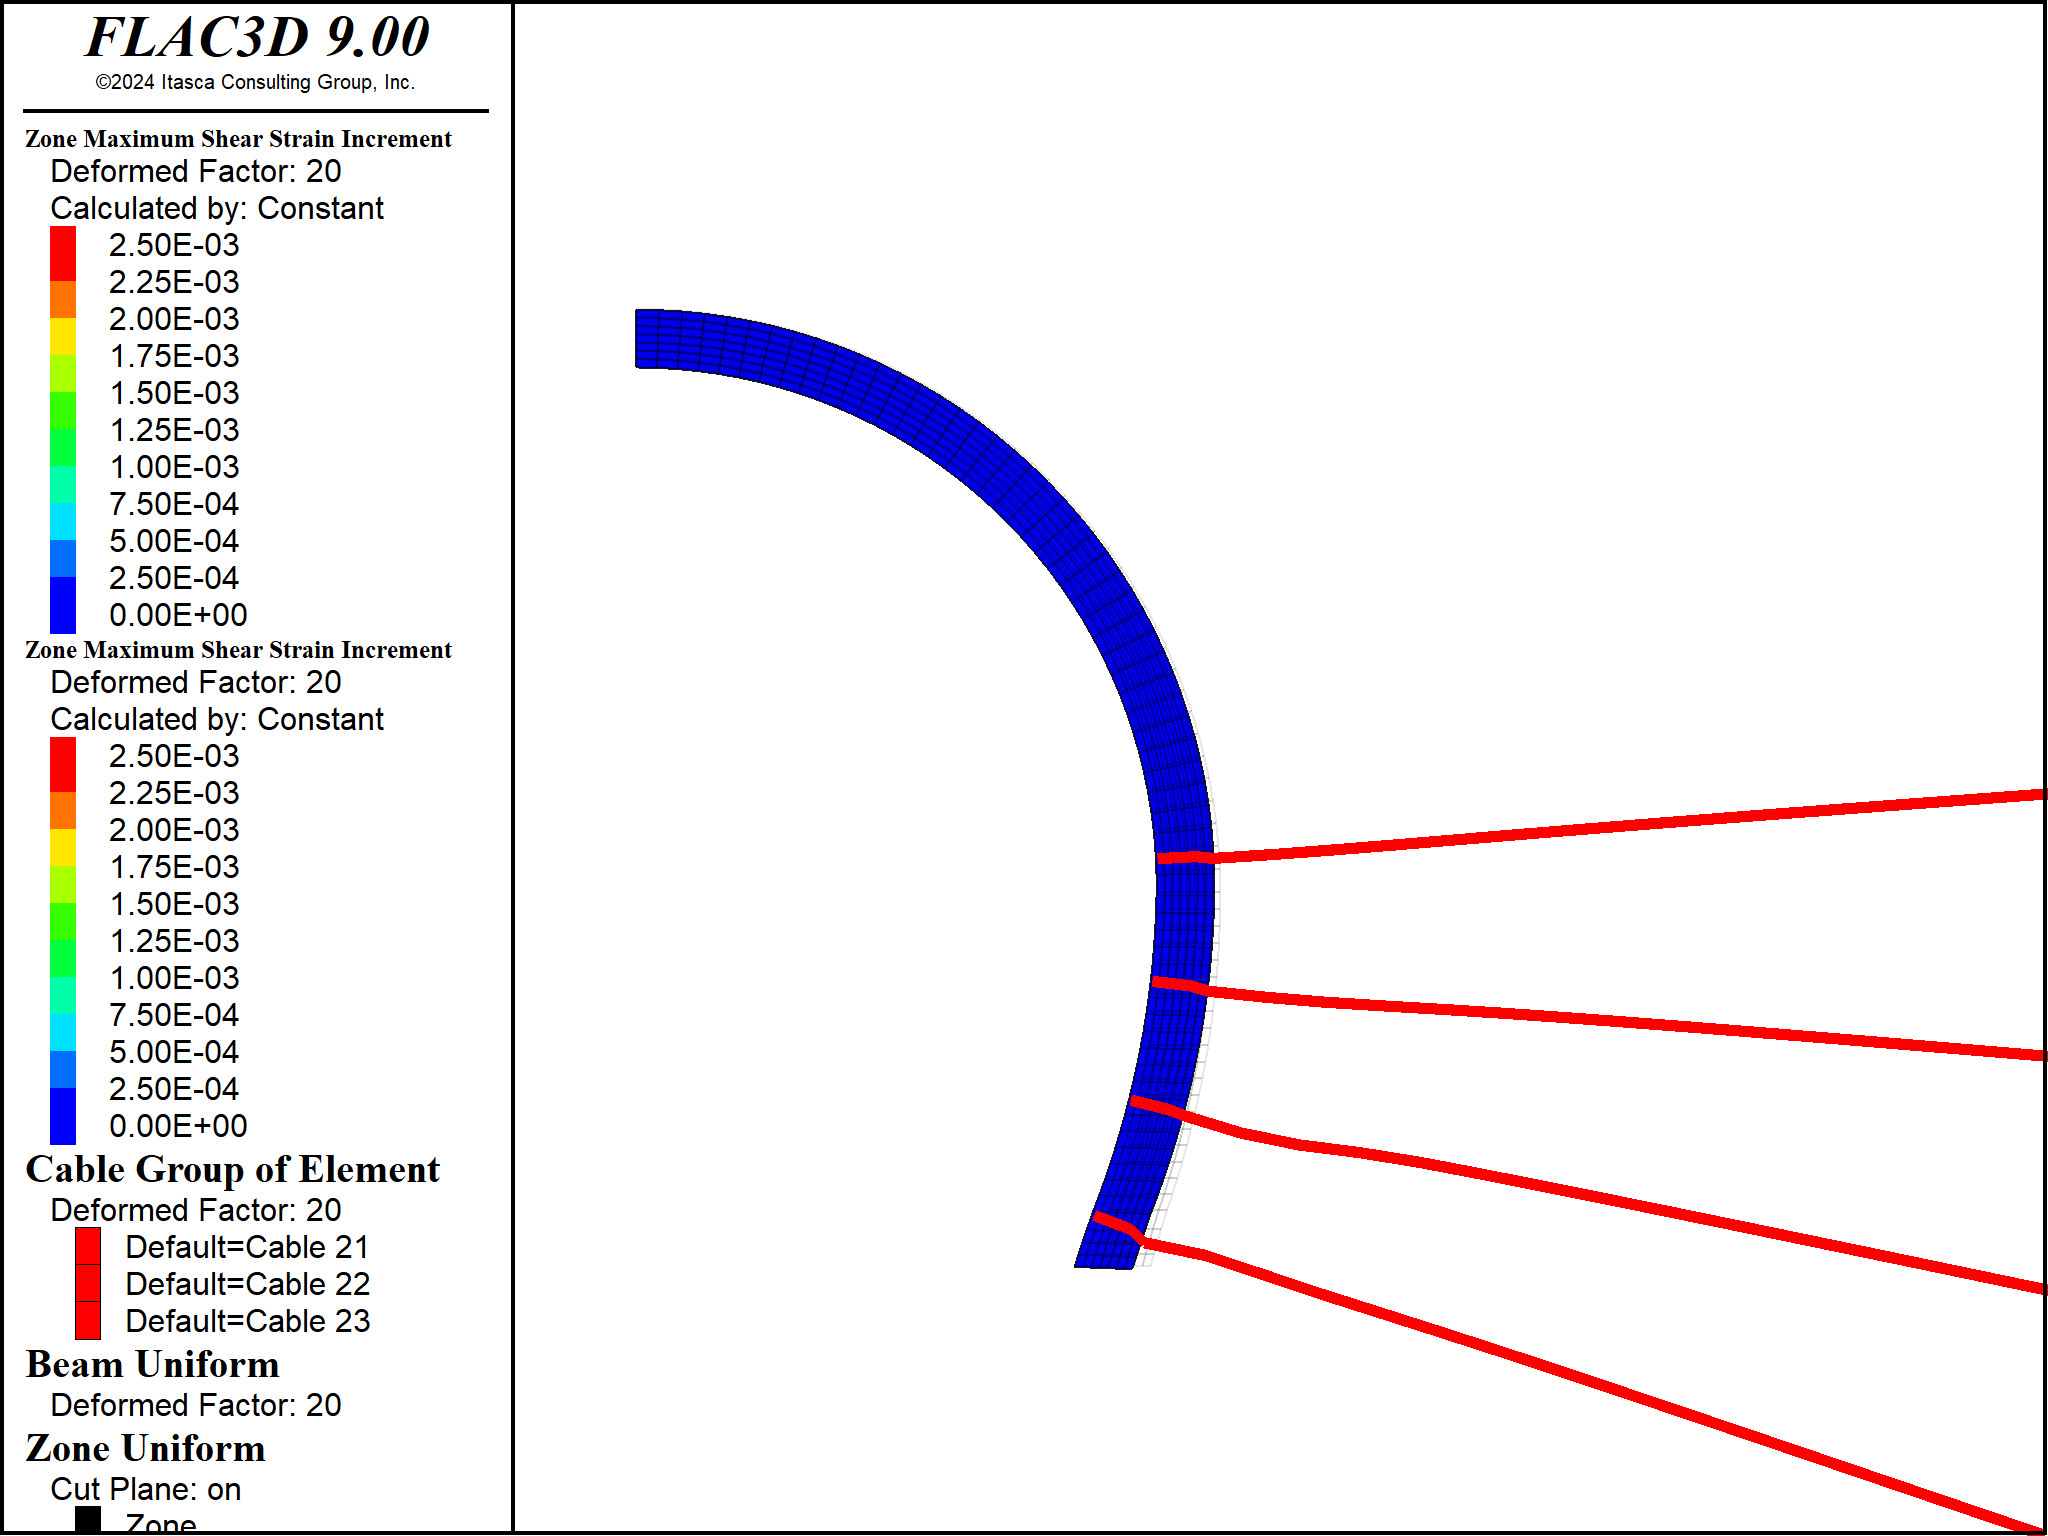 FLAC3D 9.00
©2024 Itasca Consulting Group, Inc.
Zone Maximum Shear Strain Increment
Deformed Factor: 20
Calculated by: Constant
2.50E-03
2.25E-03
2.00E-03
1.75E-03
1.50E-03
1.25E-03
1.00E-03
7.50E-04
5.00E-04
2.50E-04
0.00E+00
Zone Maximum Shear Strain Increment
Deformed Factor: 20
Calculated by: Constant
2.50E-03
2.25E-03
2.00E-03
1.75E-03
1.50E-03
1.25E-03
1.00E-03
7.50E-04
5.00E-04
2.50E-04
0.00E+00
Cable Group of Element
Deformed Factor: 20
Default=Cable 21
Default=Cable 22
Default=Cable 23
Beam Uniform
Deformed Factor: 20
Zone Uniform
Cut Plane: on
Zone